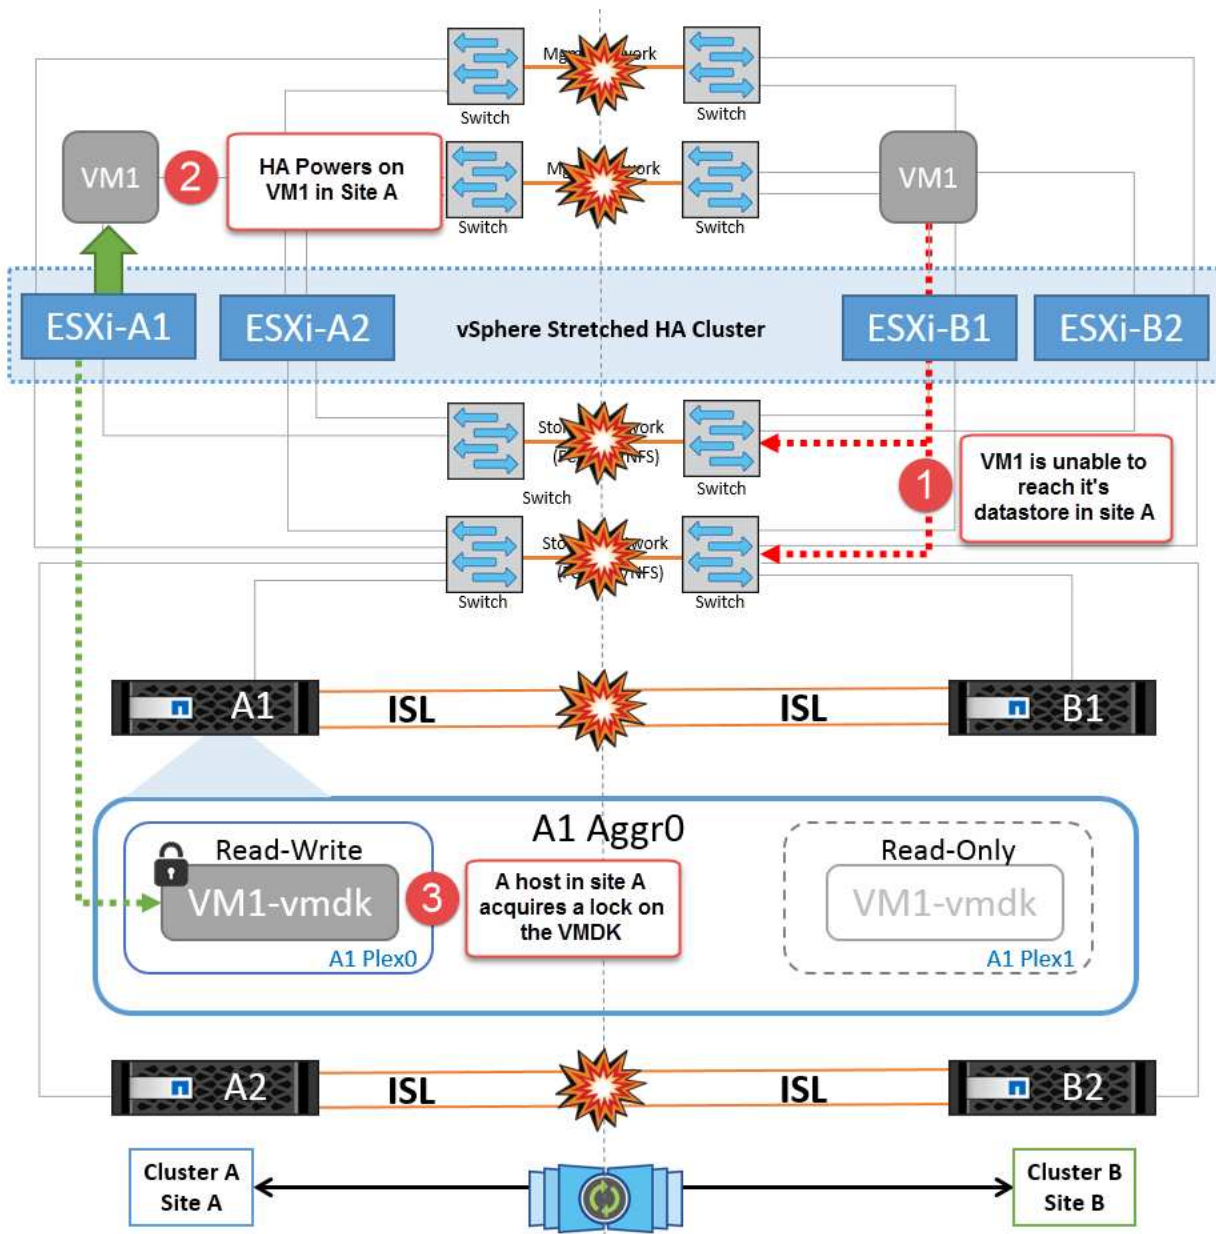 Switch
Switch
VM1
2
HA Powers on
VM1 in Site A
VM1
Switch
Switch
ESXi-A1
ESXi-A2
vSphere Stretched HA Cluster
ESXi-B1
ESXi-B2
Switch
Switch
1
VM1 is unable to
reach it's
datastore in site A
Switch
Switch
A1
ISL
ISL
B1
A1 Aggr0
Read-Write
VM1-vmdk
A1 Plex0
3
A host in site A
acquires a lock on
the VMDK
Read-Only
VM1-vmdk
A1 Plex1
A2
ISL
ISL
B2
Cluster A
Site A
Cluster B
Site B